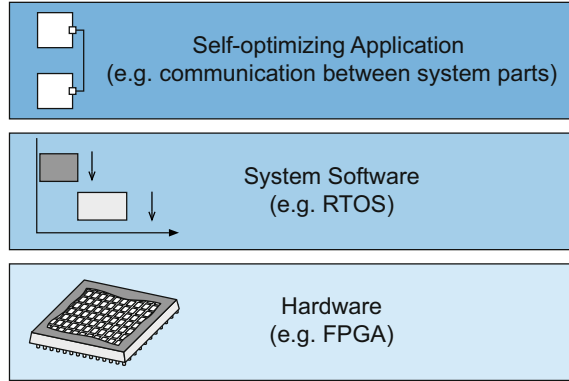 Self-optimizing Application
(e.g. communication between system parts)
System Software
(e.g. RTOS)
Hardware
(e.g. FPGA)